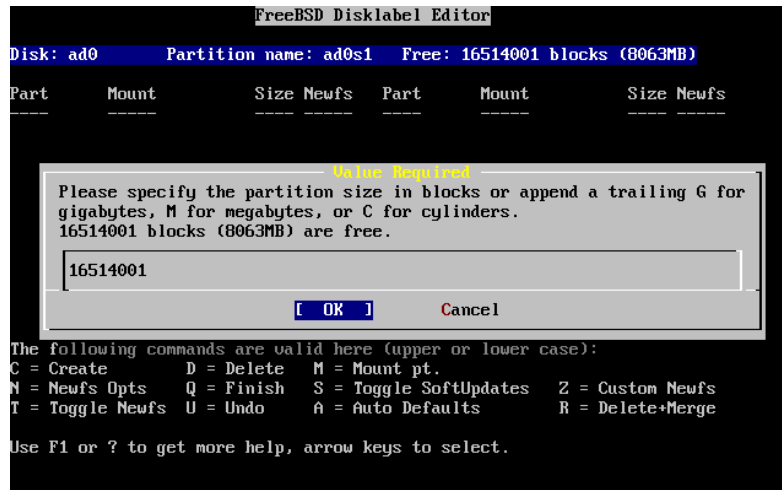 FreeBSD Disklabel Editor
Disk: ad0 Partition name: ad0s1 Free: 16514001 blocks (8063MB)
Part Mount Size Newfs Part Mount Size Newfs
---- ----- ---- ----- ---- ----- ---- -----
Value Required
Please specify the partition size in blocks or append a trailing G for
gigabytes, M for megabytes, or C for cylinders.
16514001 blocks (8063MB) are free.
16514001
[ OK ] Cancel
The following commands are valid here (upper or lower case):
C = Create D = Delete M = Mount pt.
N = Newfs Opts Q = Finish S = Toggle SoftUpdates Z = Custom Newfs
T = Toggle Newfs U = Undo A = Auto Defaults R = Delete+Merge
Use F1 or ? to get more help, arrow keys to select.